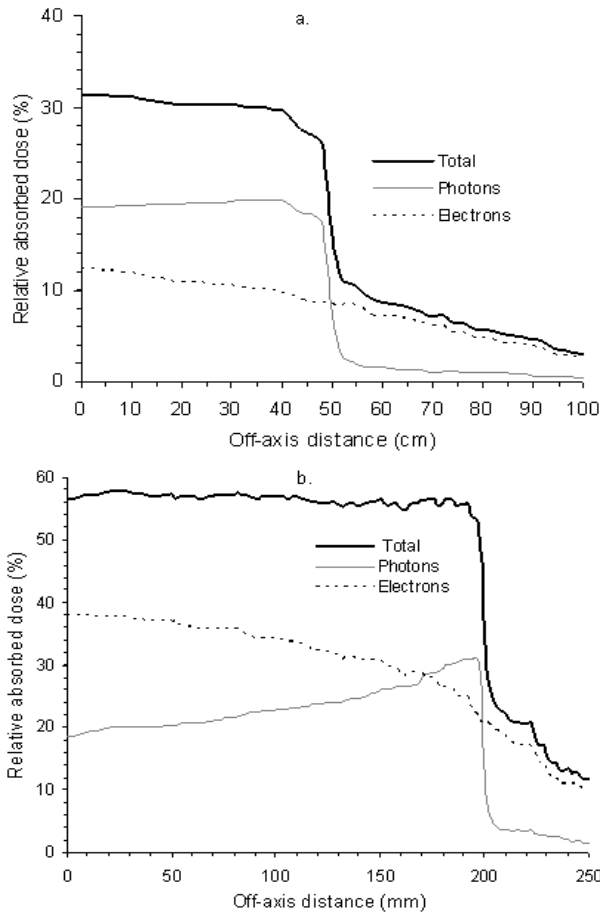 a.
40
30
20
10
0
Relative absorbed dose (%)
Total
Photons
Electrons
0 10 20 30 40 50 60 70 80 90 100
Off-axis distance (cm)
b.
60
50
40
30
20
10
0
Relative absorbed dose (%)
Total
Photons
Electrons
0 50 100 150 200 250
Off-axis distance (mm)